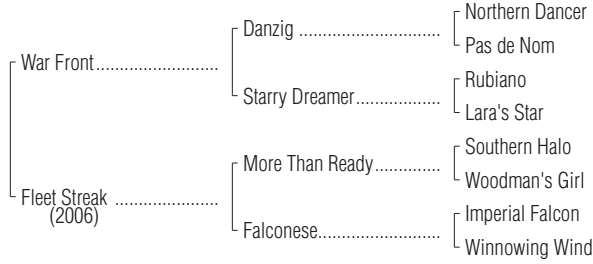 Northern Dancer
Danzig ................................
Pas de Nom
War Front............................
Rubiano
Starry Dreamer...................
Lara's Star
Southern Halo
More Than Ready...............
Woodman's Girl
Fleet Streak .......................
(2006)
Imperial Falcon
Falconese............................
Winnowing Wind